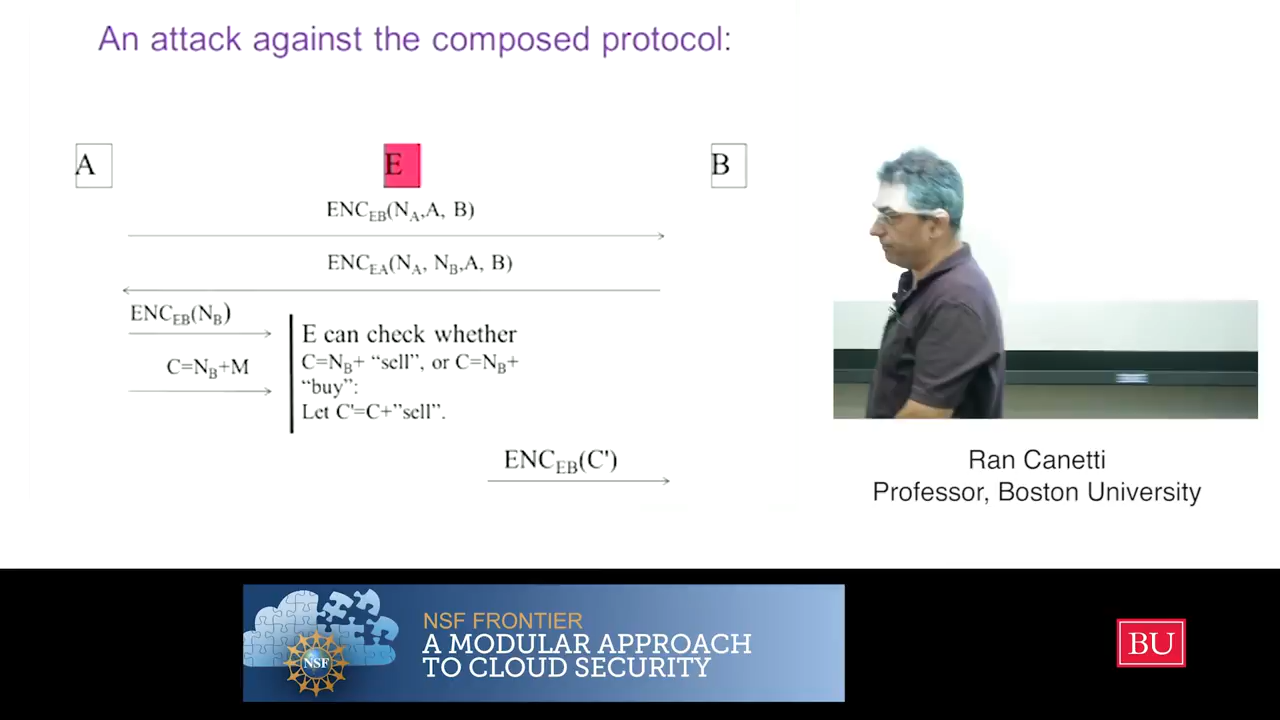 An attack against the composed protocol:
A
E
B
ENC_EB(N_A,A, B)
ENC_EA(N_A, N_B,A, B)
ENC_EB(N_B)
C=N_B+M
E can check whether
C=N_B+ “sell”, or C=N_B+
“buy”:
Let C'=C+”sell”.
ENC_EB(C')
Ran Canetti
Professor, Boston University
NSF
NSF FRONTIER
A MODULAR APPROACH
TO CLOUD SECURITY
BU